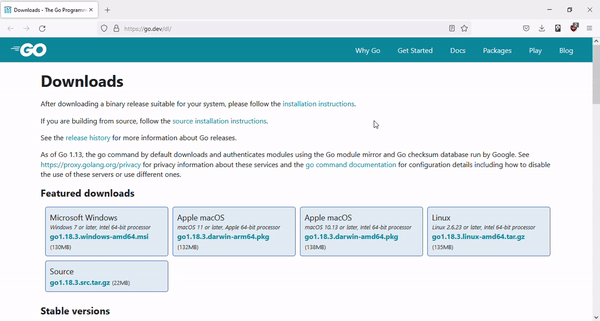 Downloads - The Go Programm
https://go.dev/dl/
GO
Why Go Get Started Docs Packages Play Blog
Downloads
After downloading a binary release suitable for your system, please follow the installation instructions.
If you are building from source, follow the source installation instructions.
See the release history for more information about Go releases.
As of Go 1.13, the go command by default downloads and authenticates modules using the Go module mirror and Go checksum database run by Google. See
https://proxy.golang.org/privacy for privacy information about these services and the go command documentation for configuration details including how to disable
the use of these servers or use different ones.
Featured downloads
Microsoft Windows
Windows 7 or later, Intel 64-bit processor
go1.18.3.windows-amd64.msi
(130MB)
Apple macOS
macOS 11 or later, Apple 64-bit processor
go1.18.3.darwin-arm64.pkg
(132MB)
Apple macOS
macOS 10.13 or later, Intel 64-bit processor
go1.18.3.darwin-amd64.pkg
(138MB)
Linux
Linux 2.6.23 or later, Intel 64-bit processor
go1.18.3.linux-amd64.tar.gz
(135MB)
Source
go1.18.3.src.tar.gz (22MB)
Stable versions